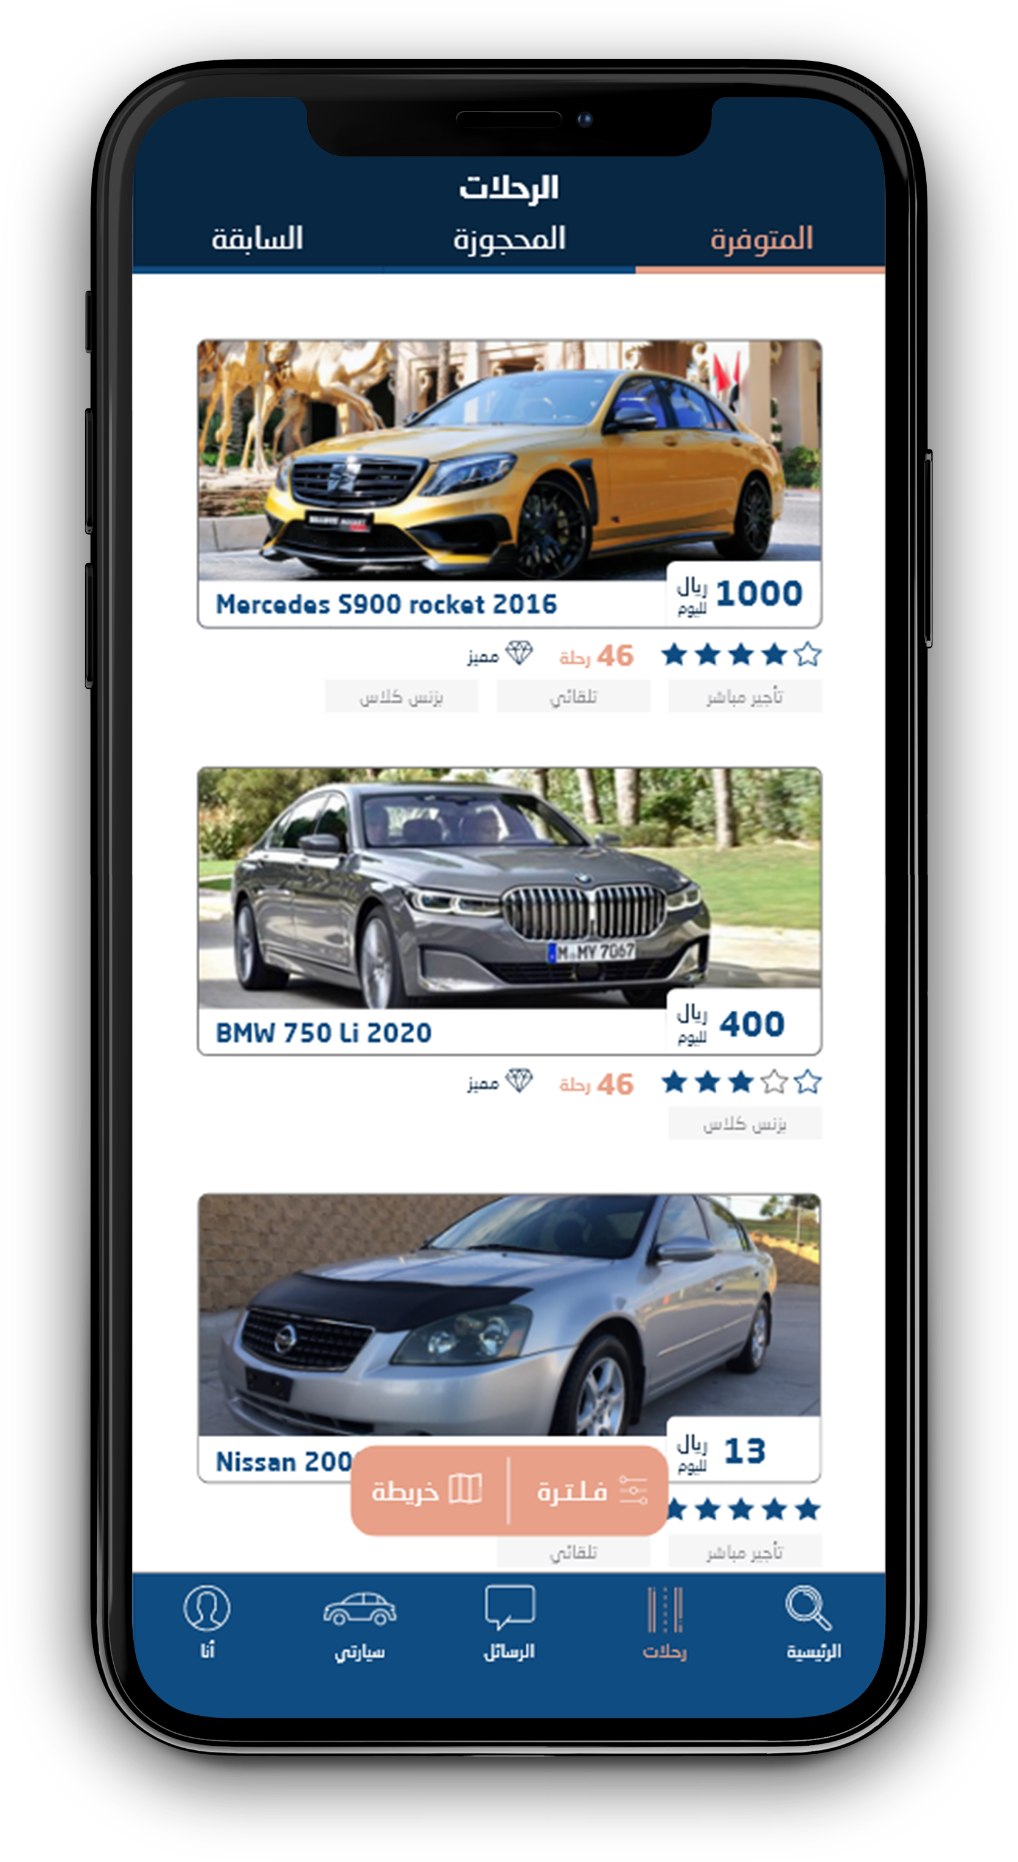 الرحلات
المتوفرة المحجوزة السابقة
Mercedes S900 rocket 2016
1000 ريال لليوم
46 رحلة مميز
تأجير مباشر تلقائي بزنس كلاس
M MY 7067
BMW 750 Li 2020
400 ريال لليوم
46 رحلة مميز
بزنس كلاس
Nissan 200
13 ريال لليوم
فلترة خريطة
تأجير مباشر تلقائي
الرئيسية رحلات الرسائل سيارتي أنا